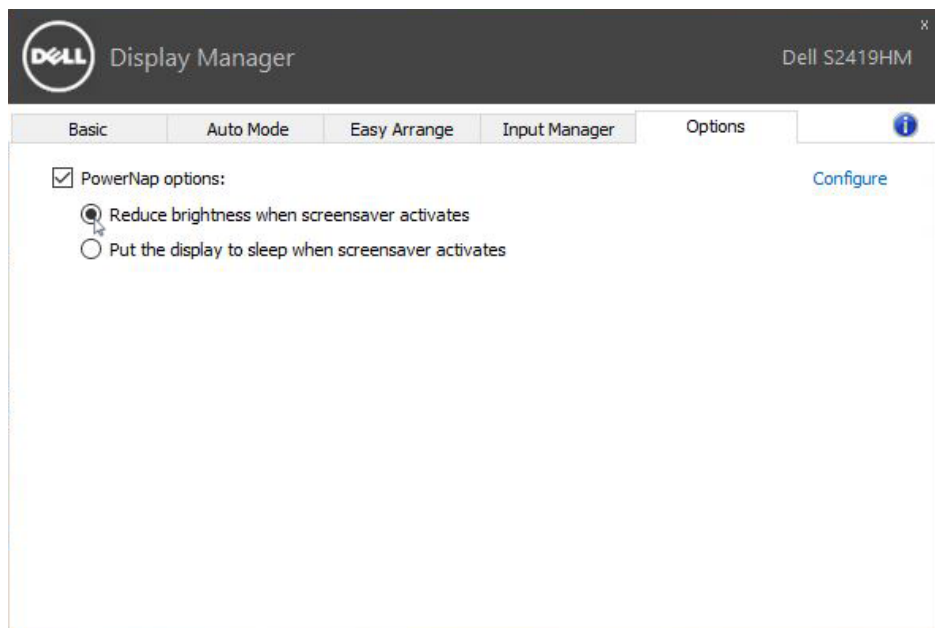 x
DELL Display Manager Dell S2419HM
Basic Auto Mode Easy Arrange Input Manager Options i
PowerNap options: Configure
Reduce brightness when screensaver activates
Put the display to sleep when screensaver activates